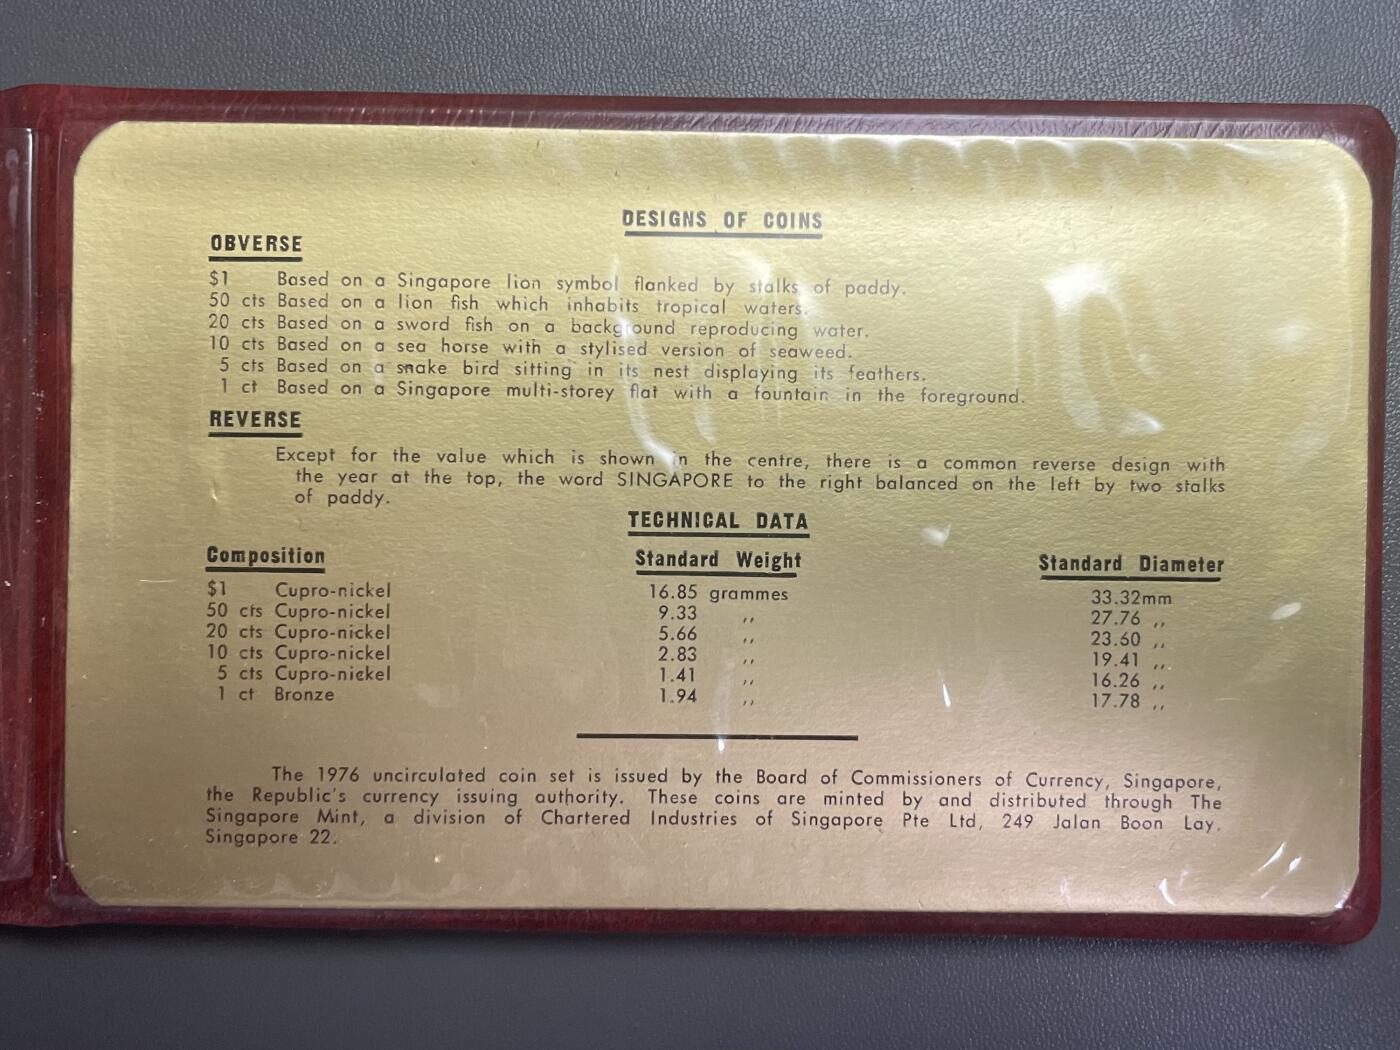 DESIGNS OF COINS
OBVERSE
$1 Based on a Singapore lion symbol flanked by stalks of paddy.
50 cts Based on a lion fish which inhabits tropical waters.
20 cts Based on a sword fish on a background reproducing water.
10 cts Based on a sea horse with a stylised version of seaweed.
5 cts Based on a snake bird sitting in its nest displaying its feathers.
1 ct Based on a Singapore multi-storey flat with a fountain in the foreground.
REVERSE
Except for the value which is shown in the centre, there is a common reverse design with
the year at the top, the word SINGAPORE to the right balanced on the left by two stalks
of paddy.
TECHNICAL DATA
Composition Standard Weight Standard Diameter
$1 Cupro-nickel 16.85 grammes 33.32mm
50 cts Cupro-nickel 9.33 ,, 27.76 ,,
20 cts Cupro-nickel 5.66 ,, 23.60 ,,
10 cts Cupro-nickel 2.83 ,, 19.41 ,,
5 cts Cupro-nickel 1.41 ,, 16.26 ,,
1 ct Bronze 1.94 ,, 17.78 ,,
The 1976 uncirculated coin set is issued by the Board of Commissioners of Currency, Singapore,
the Republic's currency issuing authority. These coins are minted by and distributed through The
Singapore Mint, a division of Chartered Industries of Singapore Pte Ltd, 249 Jalan Boon Lay.
Singapore 22.